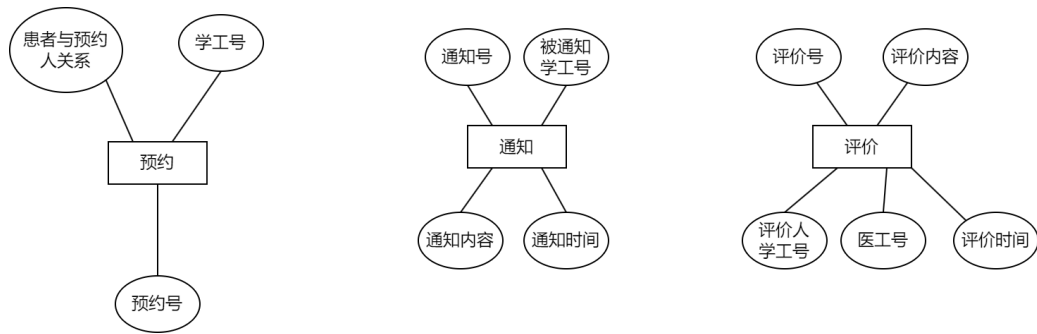 患者与预约
人关系
学工号
预约
预约号
通知号
被通知
学工号
通知
通知内容
通知时间
评价号
评价内容
评价
评价人
学工号
医工号
评价时间